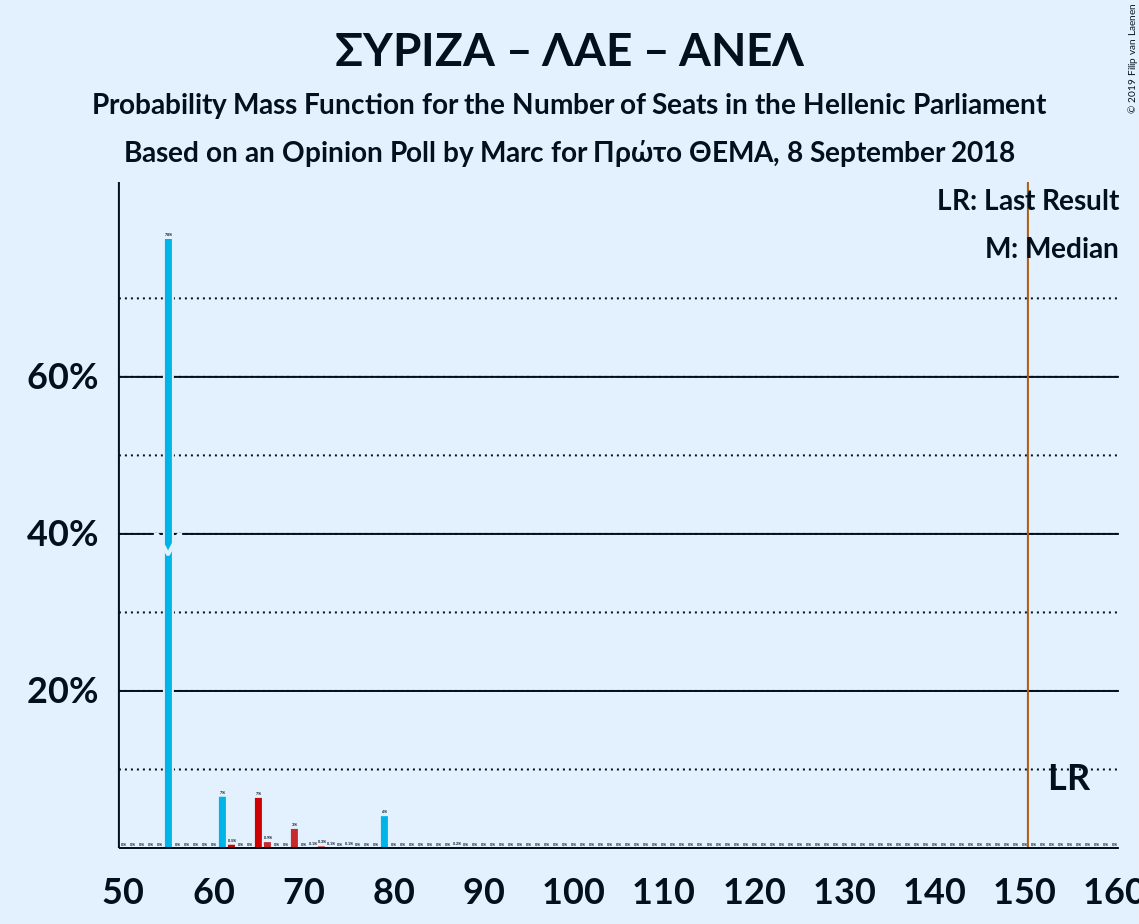 ΣΥΡΙΖΑ – ΛΑΕ – ΑΝΕΛ
Probability Mass Function for the Number of Seats in the Hellenic Parliament
Based on an Opinion Poll by Marc for Πρώτο ΘΕΜΑ, 8 September 2018
© 2019 Filip van Laenen
LR: Last Result
M: Median
60%
40%
20%
LR
50 60 70 80 90 100 110 120 130 140 150 160